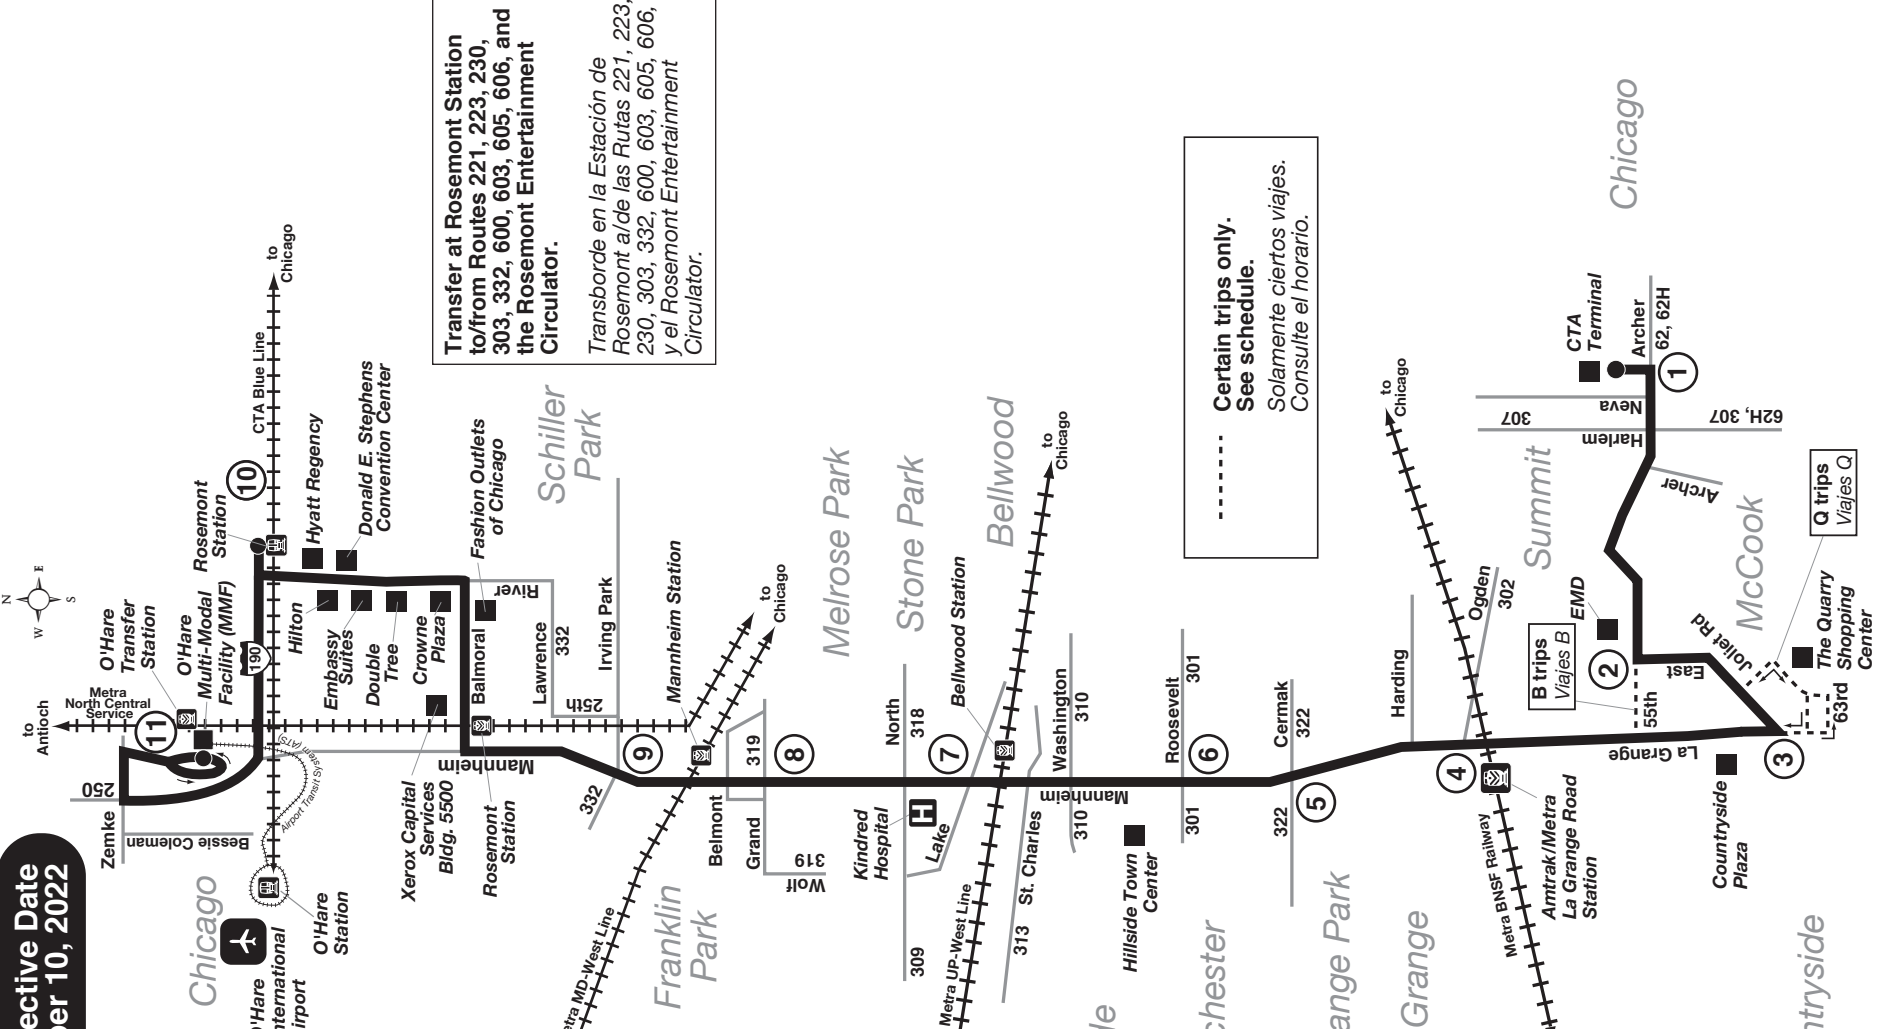 ective Date
ber 10, 2022
N
E
S
W
Transfer at Rosemont Station
to/from Routes 221, 223, 230,
303, 332, 600, 603, 605, 606, and
the Rosemont Entertainment
Circulator.
Transborde en la Estación de
Rosemont a/de las Rutas 221, 223,
230, 303, 332, 600, 603, 605, 606,
y el Rosemont Entertainment
Circulator.
Certain trips only.
See schedule.
Solamente ciertos viajes.
Consulte el horario.
to
Antioch
Metra
North Central
Service
11
O'Hare
Transfer
Station
O'Hare
Multi-Modal
Facility (MMF)
Rosemont
Station
10
CTA Blue Line
to
Chicago
250
Zemke
Bessie Coleman
190
Airport Transit System (ATS)
Chicago
O'Hare
nternational
irport
O'Hare
Station
Hyatt Regency
Donald E. Stephens
Convention Center
Hilton
Embassy
Suites
Double
Tree
Crowne
Plaza
Fashion Outlets
of Chicago
Xerox Capital
Services
Bldg. 5500
Mannheim
Balmoral
River
Rosemont
Station
Lawrence
332
25th
Irving Park
Schiller
Park
332
9
Mannheim Station
to
Chicago
etra MD-West Line
Franklin
Park
Belmont
Grand
319
8
319
Wolf
Melrose Park
Stone Park
Kindred
Hospital
H
North
318
309
7
Lake
Bellwood Station
Bellwood
to
Chicago
Metra UP-West Line
St. Charles
313
Washington
310
310
Mannheim
Hillside Town
Center
de
Roosevelt
301
301
6
chester
Cermak
322
322
5
ange Park
Harding
Grange
4
Ogden
302
to
Chicago
Metra BNSF Railway
Amtrak/Metra
La Grange Road
Station
Summit
B trips
Viajes B
EMD
2
55th
East
La Grange
Joliet Rd
McCook
Countryside
Plaza
3
63rd
The Quarry
Shopping
Center
Q trips
Viajes Q
ntryside
Archer
Harlem
307
62H, 307
Neva
CTA
Terminal
Archer
62, 62H
1
Chicago